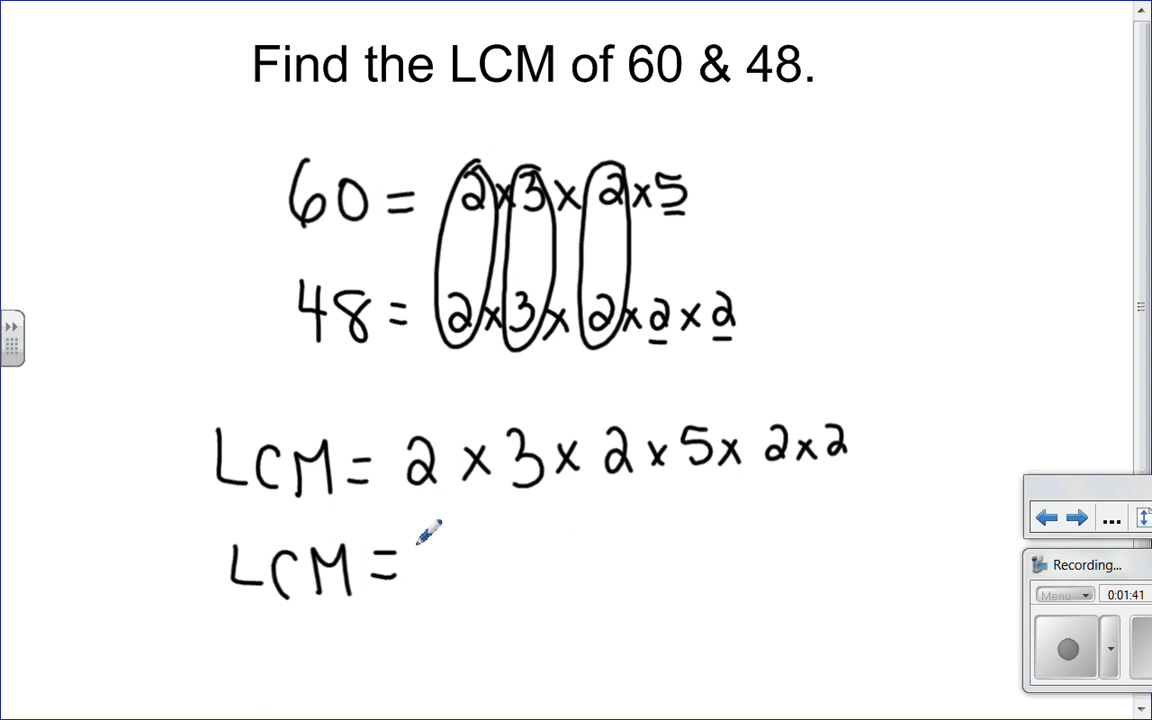 Find the LCM of 60 & 48.
60 = 2 x 3 x 2 x 5
48 = 2 x 3 x 2 x 2 x 2
LCM = 2 x 3 x 2 x 5 x 2 x 2
LCM =
...
Recording...
Menu
0:01:41